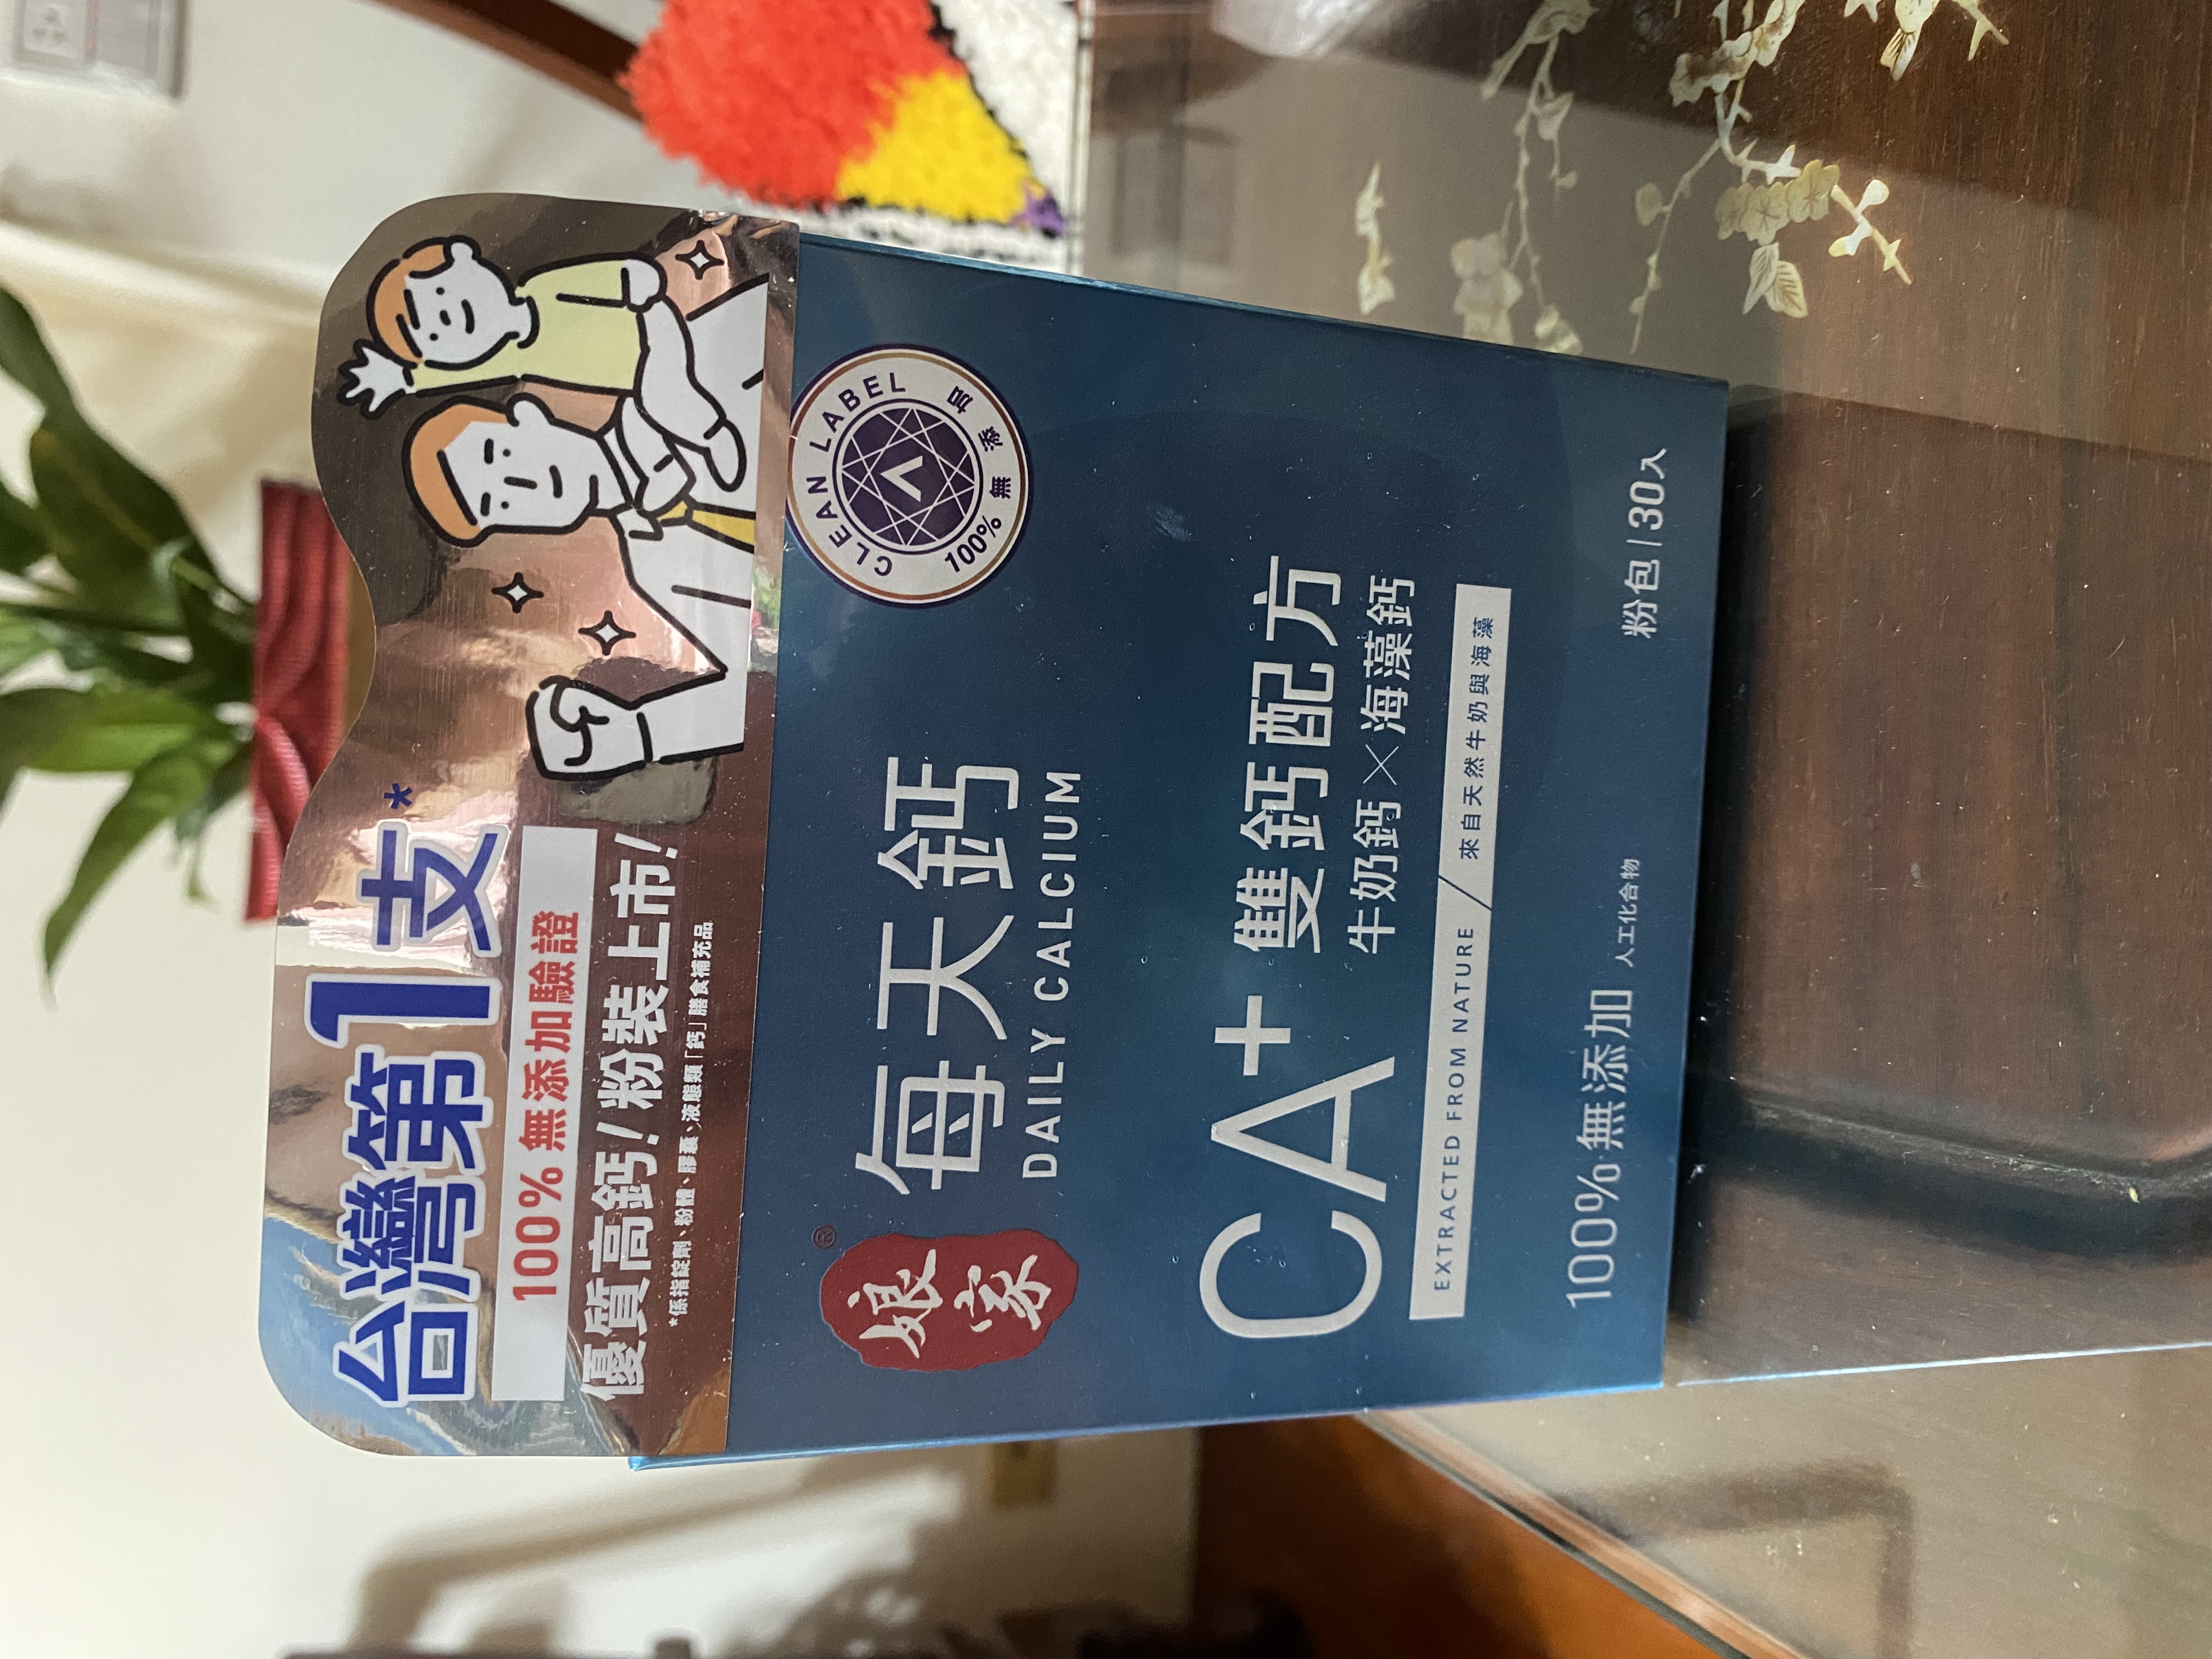 台灣第1支*
100%無添加驗證
優質高鈣!粉裝上市!
*係指錠劑、粉體、膠囊、液態類「鈣」膳食補充品
CLEAN LABEL
100% 無添加
娘家®
每天鈣
DAILY CALCIUM
CA+ 雙鈣配方
牛奶鈣×海藻鈣
EXTRACTED FROM NATURE / 來自天然牛奶與海藻
100%無添加 人工化合物
粉包|30入